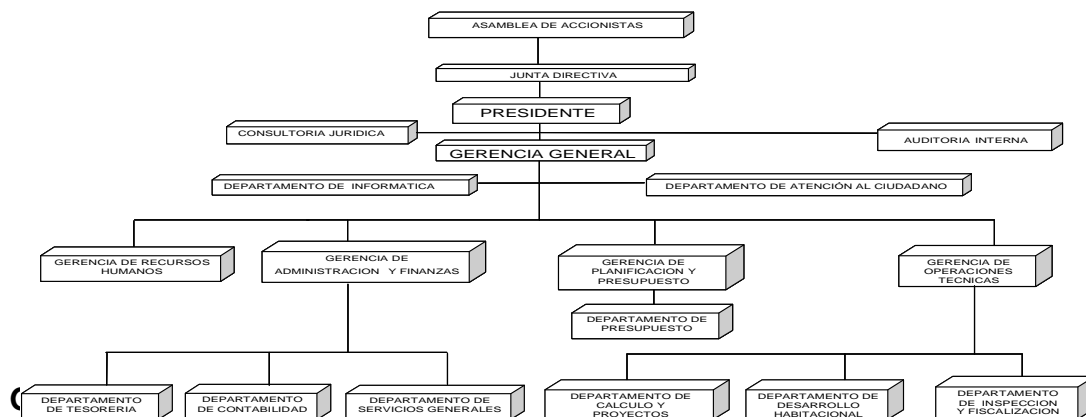 ASAMBLEA DE ACCIONISTAS
JUNTA DIRECTIVA
PRESIDENTE
CONSULTORIA JURIDICA
AUDITORIA INTERNA
GERENCIA GENERAL
DEPARTAMENTO DE INFORMATICA
DEPARTAMENTO DE ATENCIÓN AL CIUDADANO
GERENCIA DE RECURSOS
HUMANOS
GERENCIA DE
ADMINISTRACION Y FINANZAS
GERENCIA DE
PLANIFICACION Y
PRESUPUESTO
GERENCIA DE
OPERACIONES
TECNICAS
DEPARTAMENTO DE
PRESUPUESTO
DEPARTAMENTO
DE TESORERIA
DEPARTAMENTO
DE CONTABILIDAD
DEPARTAMENTO DE
SERVICIOS GENERALES
DEPARTAMENTO DE
CALCULO Y
PROYECTOS
DEPARTAMENTO DE
DESARROLLO
HABITACIONAL
DEPARTAMENTO
DE INSPECCION
Y FISCALIZACION